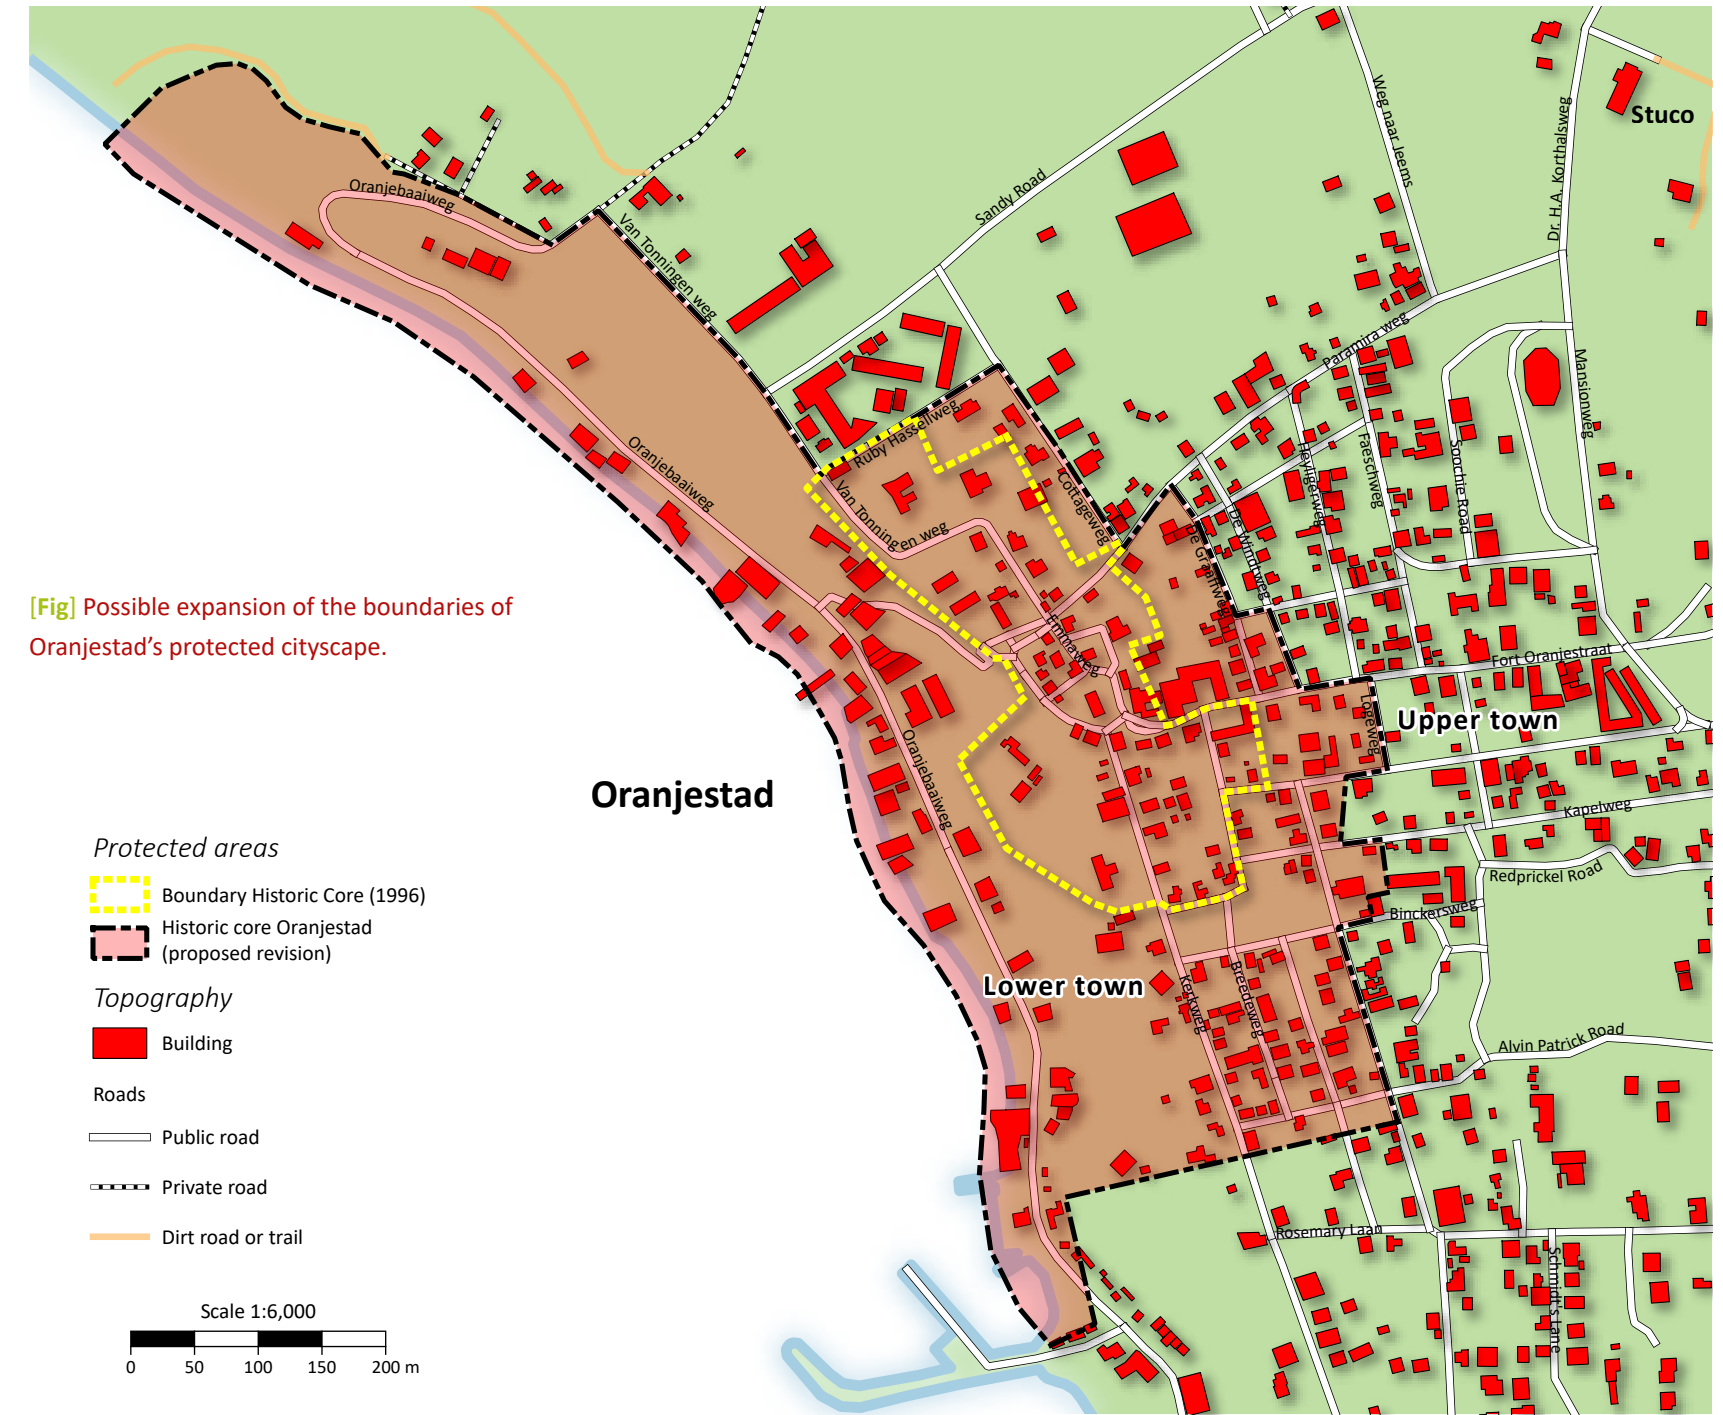 Stuco
Weg naar Jeems
Dr. H.A. Korthalsweg
Sandy Road
Oranjebaaiweg
Van Tonningen weg
Paramira weg
Mansionweg
Ruby Hassellweg
Oranjebaaiweg
Cottageweg
Heyligerweg
Faeschweg
Soochie Road
Van Tonningen weg
De Graaffweg
De Windtweg
[Fig] Possible expansion of the boundaries of
Oranjestad’s protected cityscape.
Emmaweg
Fort Oranjestraat
Logeweg
Upper town
Oranjebaaiweg
Oranjestad
Kapelweg
Redprickel Road
Binckersweg
Lower town
Kerkweg
Breedeweg
Alvin Patrick Road
Rosemary Laan
Schmidt's Lane
Protected areas
Boundary Historic Core (1996)
Historic core Oranjestad
(proposed revision)
Topography
Building
Roads
Public road
Private road
Dirt road or trail
Scale 1:6,000
0 50 100 150 200 m